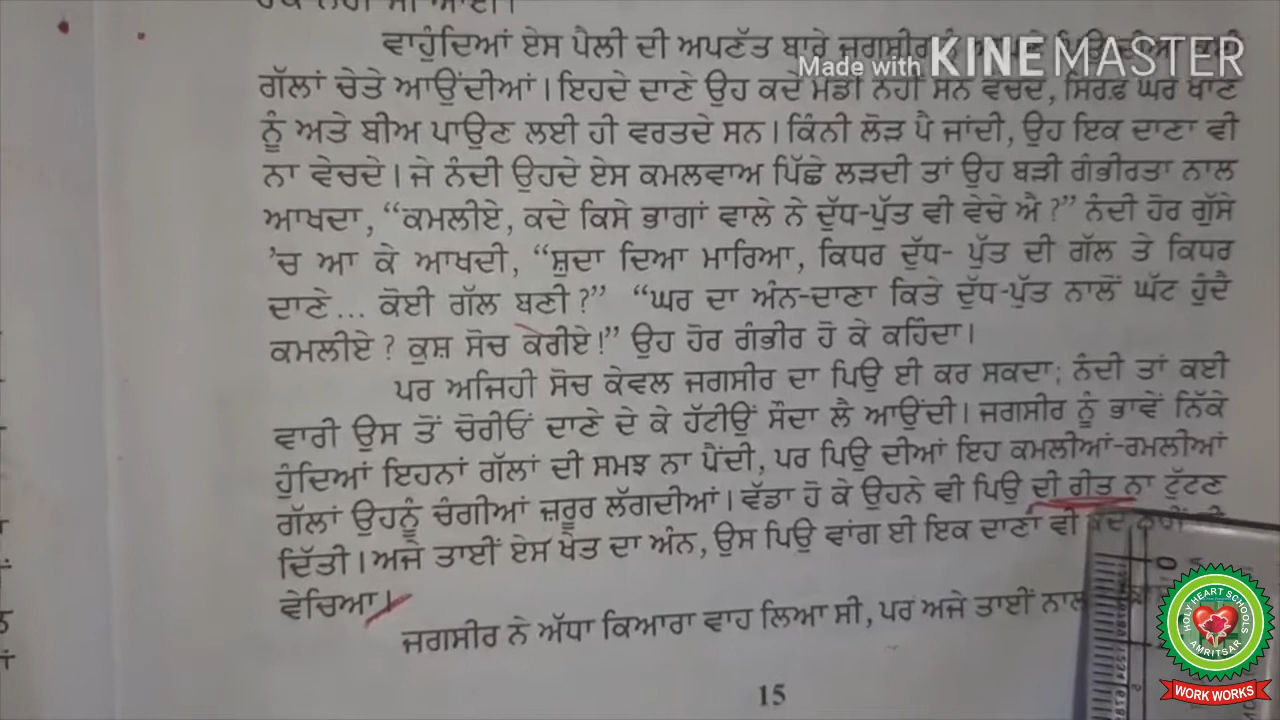 ਵਾਹੁੰਦਿਆਂ ਏਸ ਪੈਲੀ ਦੀ ਅਪਣੱਤ ਬਾਰੇ ਜਗਸੀਰ
Made with KINEMASTER
ਗੱਲਾਂ ਚੇਤੇ ਆਉਂਦੀਆਂ। ਇਹਦੇ ਦਾਣੇ ਉਹ ਕਦੇ ਮੰਡੀ ਨਹੀਂ ਸਨ ਵੇਚਦੇ, ਸਿਰਫ਼ ਘਰ ਖਾਣ
ਨੂੰ ਅਤੇ ਬੀਅ ਪਾਉਣ ਲਈ ਹੀ ਵਰਤਦੇ ਸਨ। ਕਿੰਨੀ ਲੋੜ ਪੈ ਜਾਂਦੀ, ਉਹ ਇਕ ਦਾਣਾ ਵੀ
ਨਾ ਵੇਚਦੇ। ਜੇ ਨੰਦੀ ਉਹਦੇ ਏਸ ਕਮਲਵਾਅ ਪਿੱਛੇ ਲੜਦੀ ਤਾਂ ਉਹ ਬੜੀ ਗੰਭੀਰਤਾ ਨਾਲ
ਆਖਦਾ, “ਕਮਲੀਏ, ਕਦੇ ਕਿਸੇ ਭਾਗਾਂ ਵਾਲੇ ਨੇ ਦੁੱਧ-ਪੁੱਤ ਵੀ ਵੇਚੇ ਐ?” ਨੰਦੀ ਹੋਰ ਗੁੱਸੇ
’ਚ ਆ ਕੇ ਆਖਦੀ, “ਸ਼ੁਦਾ ਦਿਆ ਮਾਰਿਆ, ਕਿਧਰ ਦੁੱਧ- ਪੁੱਤ ਦੀ ਗੱਲ ਤੇ ਕਿਧਰ
ਦਾਣੇ... ਕੋਈ ਗੱਲ ਬਣੀ?” “ਘਰ ਦਾ ਅੰਨ-ਦਾਣਾ ਕਿਤੇ ਦੁੱਧ-ਪੁੱਤ ਨਾਲੋਂ ਘੱਟ ਹੁੰਦੈ
ਕਮਲੀਏ? ਕੁਸ਼ ਸੋਚ ਕੇਰੀਏ!” ਉਹ ਹੋਰ ਗੰਭੀਰ ਹੋ ਕੇ ਕਹਿੰਦਾ।
ਪਰ ਅਜਿਹੀ ਸੋਚ ਕੇਵਲ ਜਗਸੀਰ ਦਾ ਪਿਉ ਈ ਕਰ ਸਕਦਾ; ਨੰਦੀ ਤਾਂ ਕਈ
ਵਾਰੀ ਉਸ ਤੋਂ ਚੋਰੀਓਂ ਦਾਣੇ ਦੇ ਕੇ ਹੱਟੀਉਂ ਸੌਦਾ ਲੈ ਆਉਂਦੀ। ਜਗਸੀਰ ਨੂੰ ਭਾਵੇਂ ਨਿੱਕੇ
ਹੁੰਦਿਆਂ ਇਹਨਾਂ ਗੱਲਾਂ ਦੀ ਸਮਝ ਨਾ ਪੈਂਦੀ, ਪਰ ਪਿਉ ਦੀਆਂ ਇਹ ਕਮਲੀਆਂ-ਰਮਲੀਆਂ
ਗੱਲਾਂ ਉਹਨੂੰ ਚੰਗੀਆਂ ਜ਼ਰੂਰ ਲੱਗਦੀਆਂ। ਵੱਡਾ ਹੋ ਕੇ ਉਹਨੇ ਵੀ ਪਿਉ ਦੀ ਰੀਤ ਨਾ ਟੁੱਟਣ
ਦਿੱਤੀ। ਅਜੇ ਤਾਈਂ ਏਸ ਖੇਤ ਦਾ ਅੰਨ, ਉਸ ਪਿਉ ਵਾਂਗ ਈ ਇਕ ਦਾਣਾ ਵੀ
ਵੇਚਿਆ।
ਜਗਸੀਰ ਨੇ ਅੱਧਾ ਕਿਆਰਾ ਵਾਹ ਲਿਆ ਸੀ, ਪਰ ਅਜੇ ਤਾਈਂ ਨਾਲ
15
HOLY HEART SCHOOLS
AMRITSAR
WORK WORKS